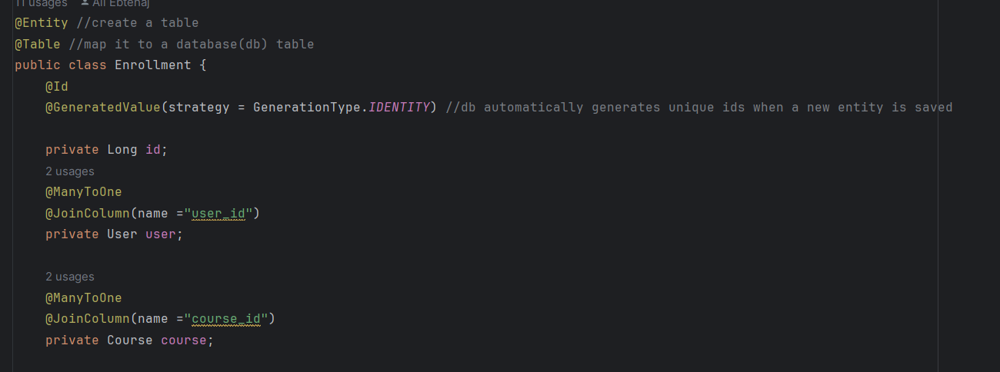 11 usages Ali Ebtehaj
@Entity //create a table
@Table //map it to a database(db) table
public class Enrollment {
@Id
@GeneratedValue(strategy = GenerationType.IDENTITY) //db automatically generates unique ids when a new entity is saved
private Long id;
2 usages
@ManyToOne
@JoinColumn(name ="user_id")
private User user;
2 usages
@ManyToOne
@JoinColumn(name ="course_id")
private Course course;